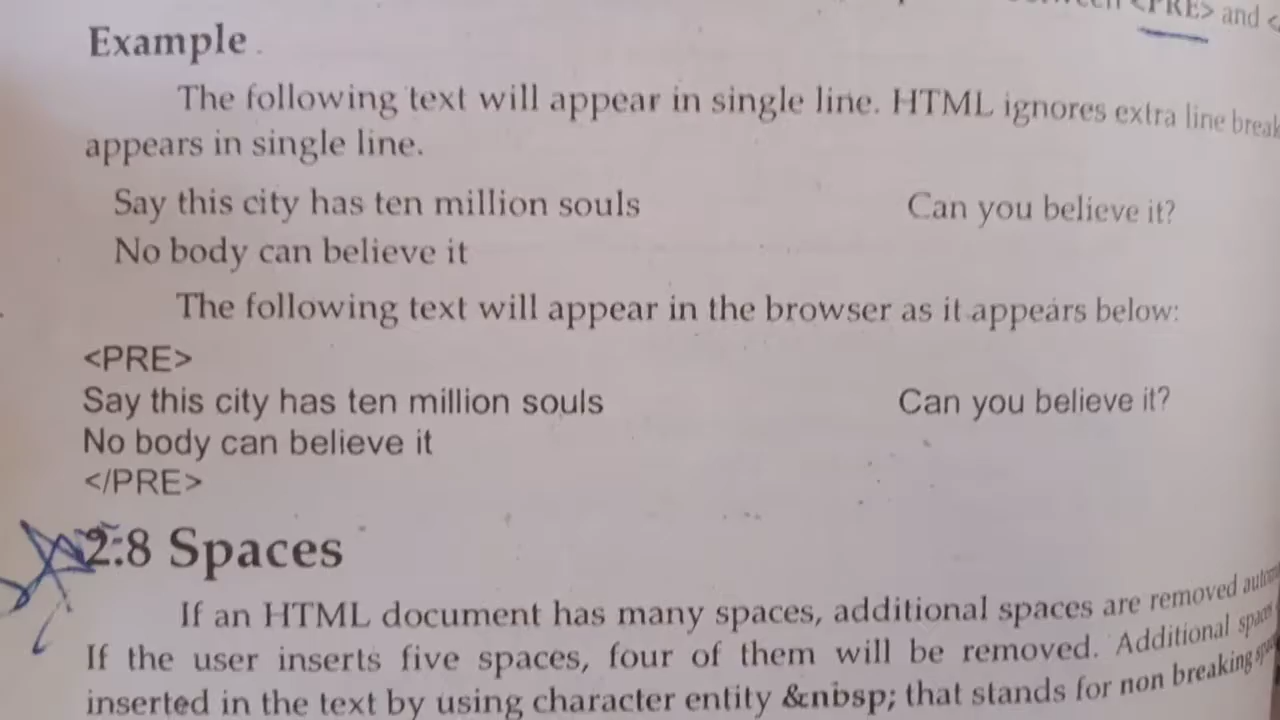 <PRE> and
Example
The following text will appear in single line. HTML ignores extra line break
appears in single line.
Say this city has ten million souls Can you believe it?
No body can believe it
The following text will appear in the browser as it appears below:
<PRE>
Say this city has ten million souls Can you believe it?
No body can believe it
</PRE>
2.8 Spaces
If an HTML document has many spaces, additional spaces are removed
If the user inserts five spaces, four of them will be removed. Additional
inserted in the text by using character entity &nbsp; that stands for non breaking